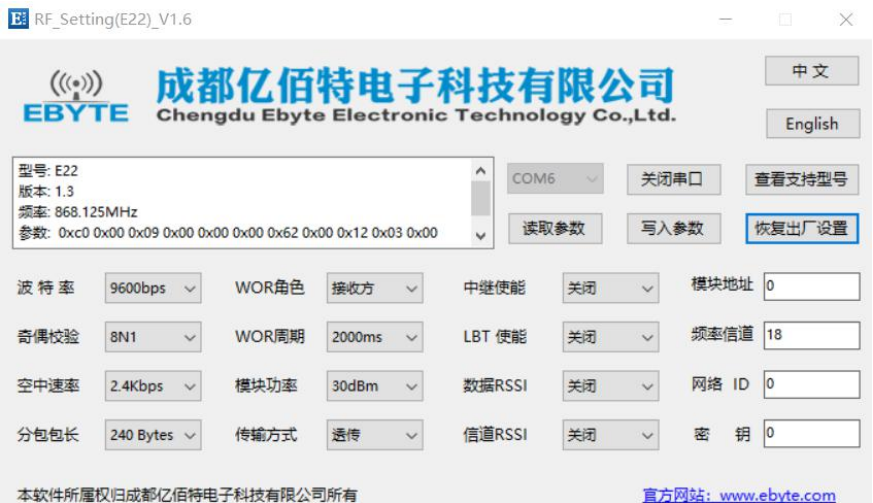 RF_Setting(E22)_V1.6
EBYTE
成都亿佰特电子科技有限公司
Chengdu Ebyte Electronic Technology Co.,Ltd.
中 文
English
型号: E22
版本: 1.3
频率: 868.125MHz
参数: 0xc0 0x00 0x09 0x00 0x00 0x00 0x62 0x00 0x12 0x03 0x00
COM6 关闭串口 查看支持型号
读取参数 写入参数 恢复出厂设置
波 特 率 9600bps WOR角色 接收方 中继使能 关闭 模块地址 0
奇偶校验 8N1 WOR周期 2000ms LBT 使能 关闭 频率信道 18
空中速率 2.4Kbps 模块功率 30dBm 数据RSSI 关闭 网络 ID 0
分包包长 240 Bytes 传输方式 透传 信道RSSI 关闭 密 钥 0
本软件所属权归成都亿佰特电子科技有限公司所有 官方网站：www.ebyte.com